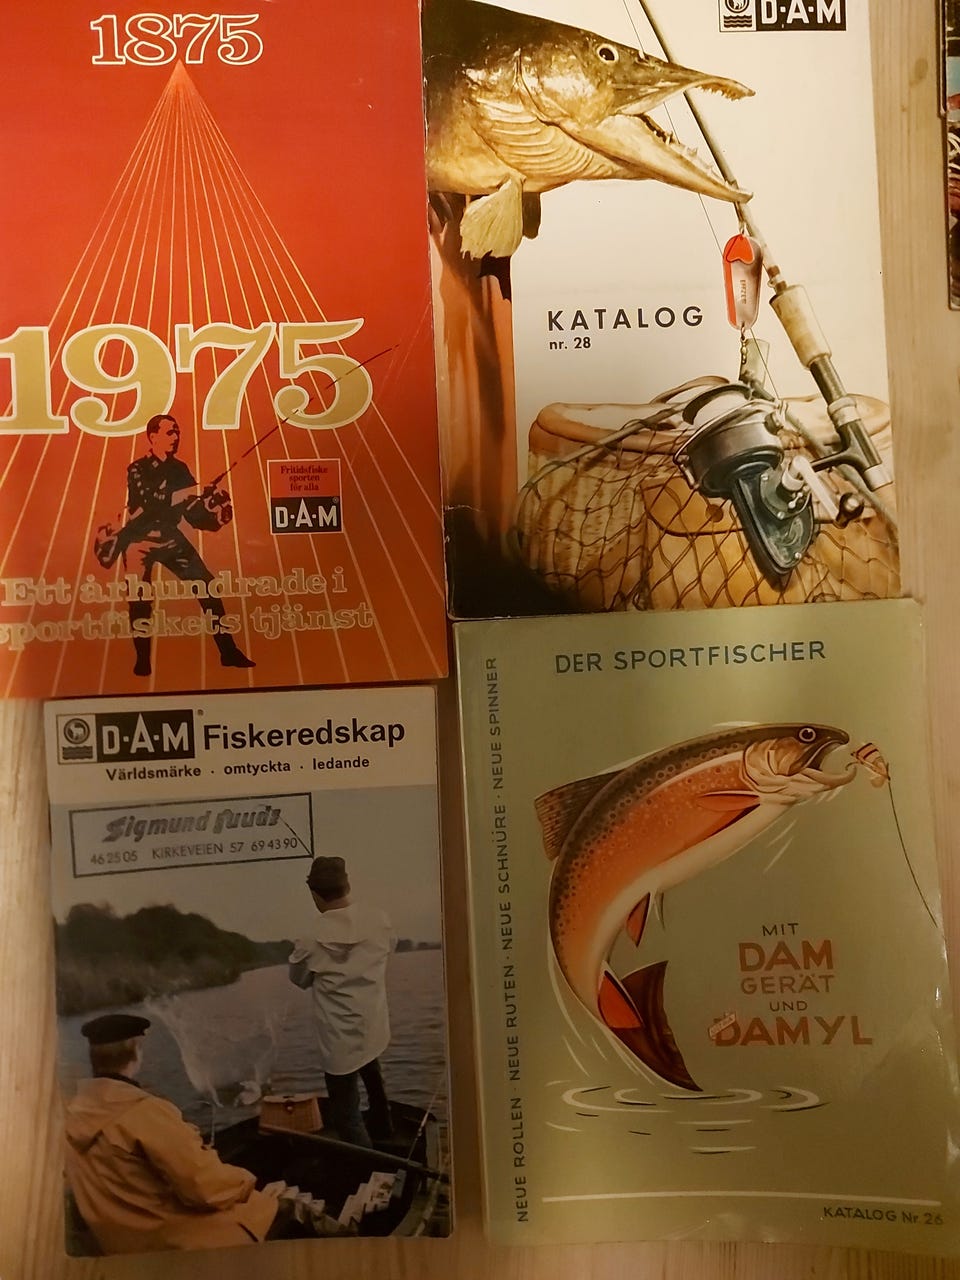 1875
1975
Fritidsfiske
sporten
för alla
D·A·M
Ett århundrade i
sportfiskets tjänst
D·A·M
KATALOG
nr. 28
D·A·M Fiskeredskap
Världsmärke · omtyckta · ledande
Sigmund Ruud
46 25 05 KIRKEVEIEN 57 69 43 90
DER SPORTFISCHER
NEUE ROLLEN · NEUE RUTEN · NEUE SCHNÜRE · NEUE SPINNER
MIT
DAM
GERÄT
UND
DAMYL
KATALOG Nr. 26